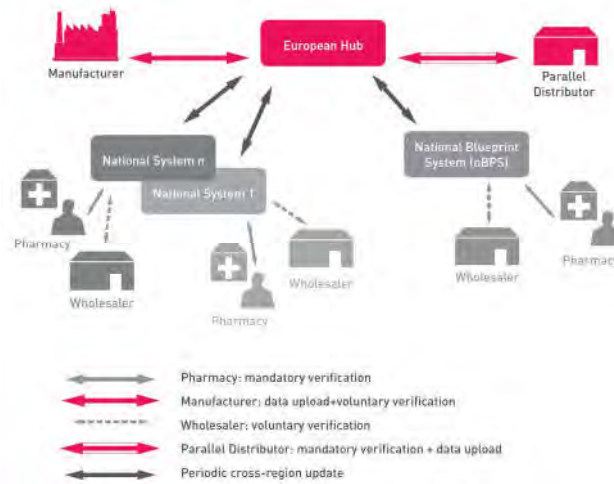 European Hub
Manufacturer
Parallel
Distributor
National System n
National System 1
National Blueprint
System (nBPS)
Pharmacy
Wholesaler
Pharmacy
Wholesaler
Wholesaler
Pharmacy
Pharmacy: mandatory verification
Manufacturer: data upload+voluntary verification
Wholesaler: voluntary verification
Parallel Distributor: mandatory verification + data upload
Periodic cross-region update